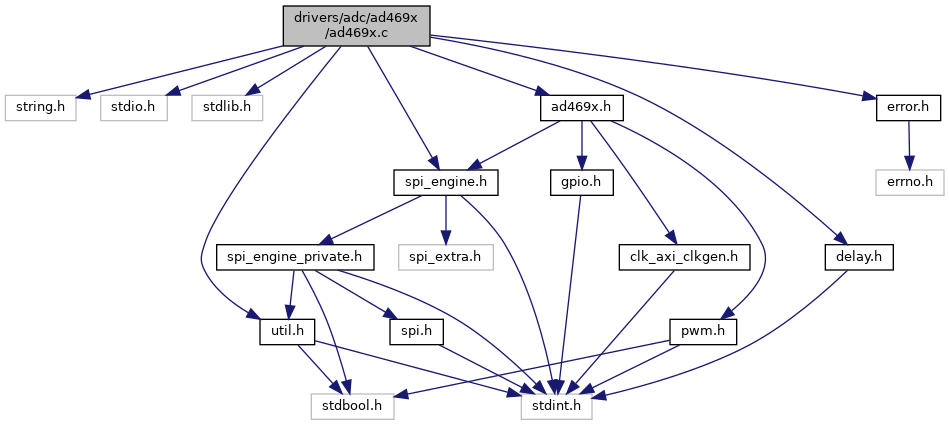 drivers/adc/ad469x
/ad469x.c
string.h
stdio.h
stdlib.h
ad469x.h
error.h
spi_engine.h
gpio.h
errno.h
spi_engine_private.h
spi_extra.h
clk_axi_clkgen.h
delay.h
util.h
spi.h
pwm.h
stdbool.h
stdint.h